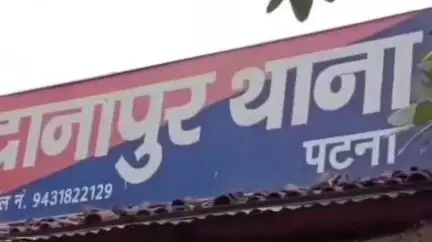 दानापुर थाना
पटना।
ल नं. 9431822129